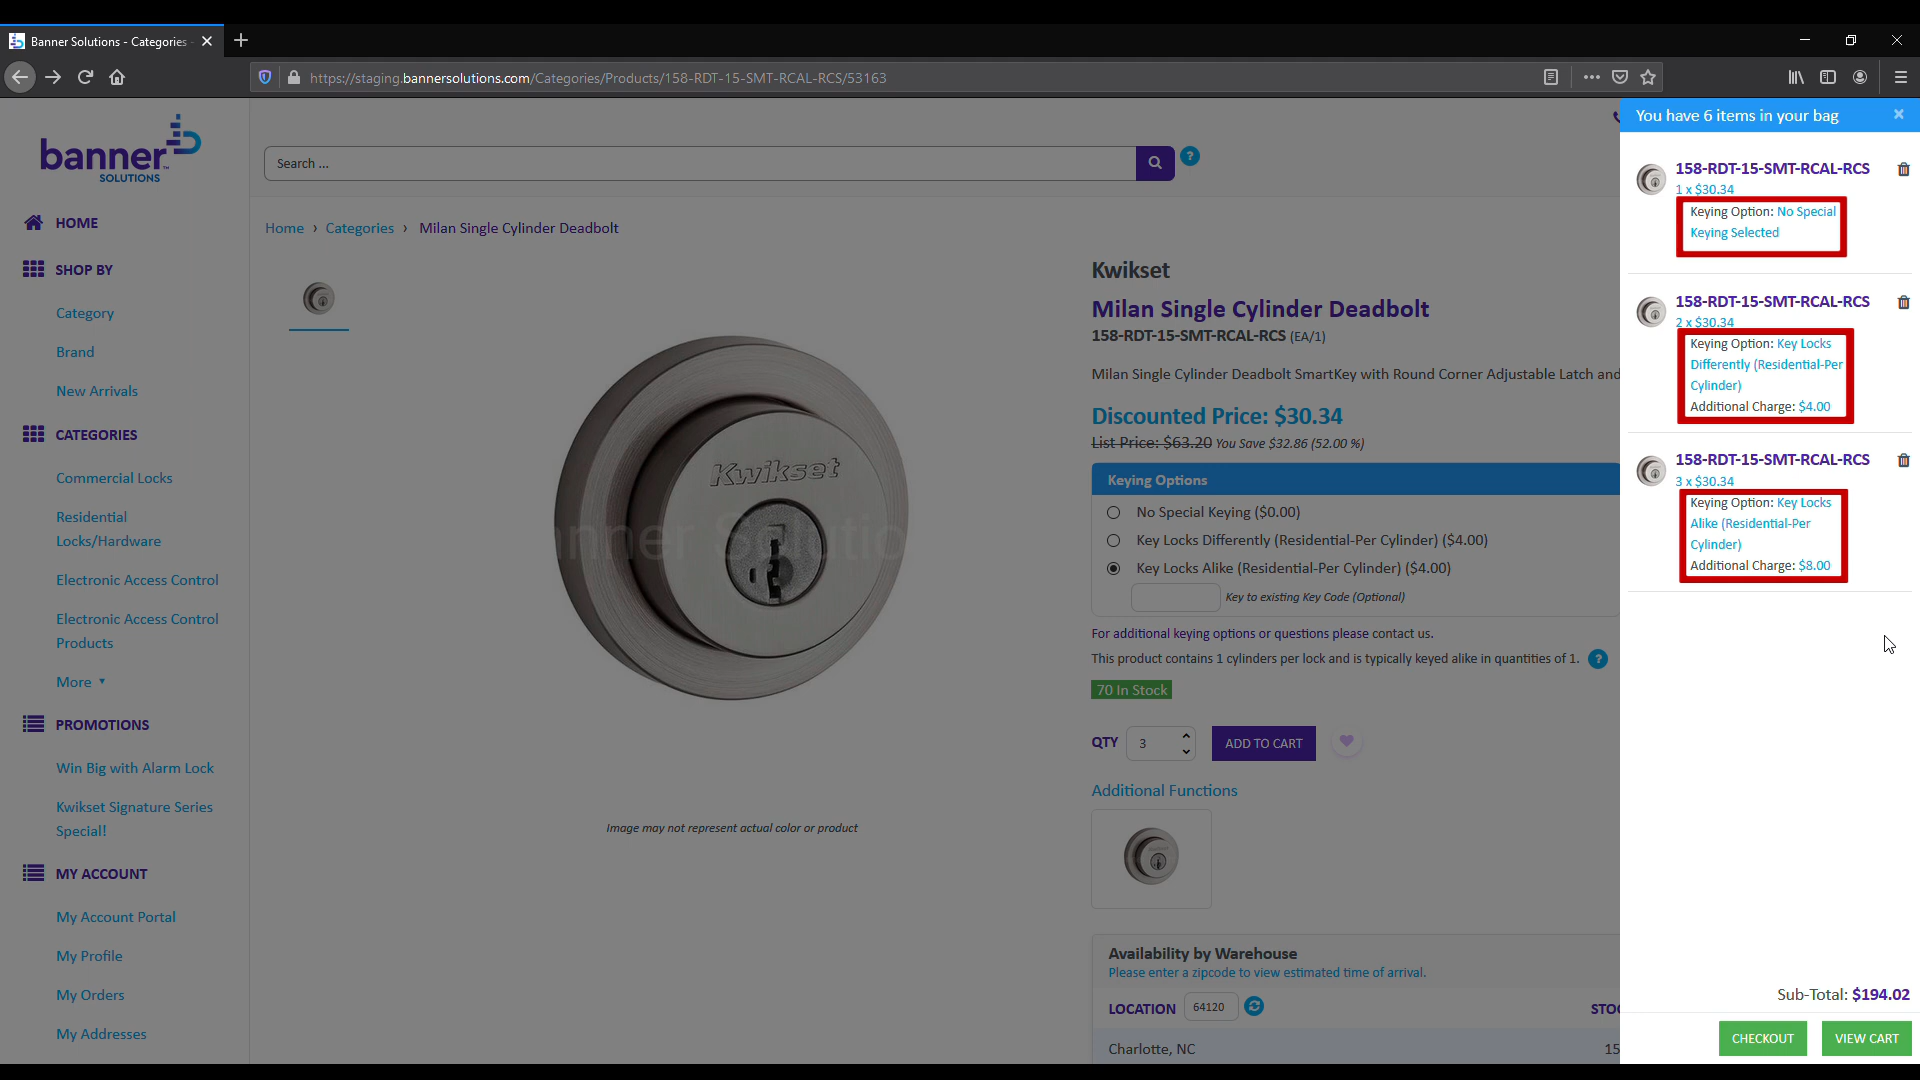 Banner Solutions - Categories -
https://staging.bannersolutions.com/Categories/Products/158-RDT-15-SMT-RCAL-RCS/53163
banner
SOLUTIONS
HOME
SHOP BY
Category
Brand
New Arrivals
CATEGORIES
Commercial Locks
Residential
Locks/Hardware
Electronic Access Control
Electronic Access Control
Products
More
PROMOTIONS
Win Big with Alarm Lock
Kwikset Signature Series
Special!
MY ACCOUNT
My Account Portal
My Profile
My Orders
My Addresses
Search ...
?
Home › Categories › Milan Single Cylinder Deadbolt
Kwikset
Image may not represent actual color or product
Kwikset
Milan Single Cylinder Deadbolt
158-RDT-15-SMT-RCAL-RCS (EA/1)
Milan Single Cylinder Deadbolt SmartKey with Round Corner Adjustable Latch and
Discounted Price: $30.34
List Price: $63.20 You Save $32.86 (52.00 %)
Keying Options
No Special Keying ($0.00)
Key Locks Differently (Residential-Per Cylinder) ($4.00)
Key Locks Alike (Residential-Per Cylinder) ($4.00)
Key to existing Key Code (Optional)
For additional keying options or questions please contact us.
This product contains 1 cylinders per lock and is typically keyed alike in quantities of 1. ?
70 In Stock
QTY 3 ADD TO CART
Additional Functions
Availability by Warehouse
Please enter a zipcode to view estimated time of arrival.
LOCATION 64120
Charlotte, NC 15
You have 6 items in your bag ×
158-RDT-15-SMT-RCAL-RCS
1 x $30.34
Keying Option: No Special
Keying Selected
158-RDT-15-SMT-RCAL-RCS
2 x $30.34
Keying Option: Key Locks
Differently (Residential-Per
Cylinder)
Additional Charge: $4.00
158-RDT-15-SMT-RCAL-RCS
3 x $30.34
Keying Option: Key Locks
Alike (Residential-Per
Cylinder)
Additional Charge: $8.00
Sub-Total: $194.02
CHECKOUT VIEW CART